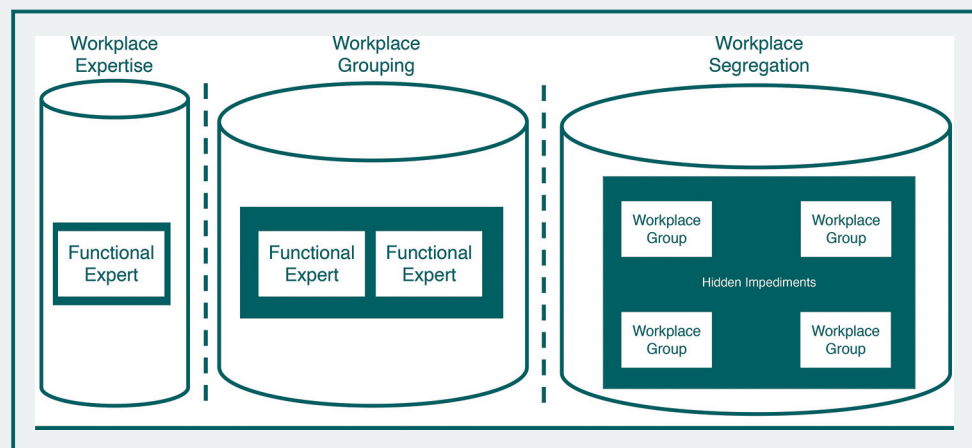 Workplace
Expertise
Workplace
Grouping
Workplace
Segregation
Functional
Expert
Functional
Expert
Functional
Expert
Workplace
Group
Workplace
Group
Hidden Impediments
Workplace
Group
Workplace
Group